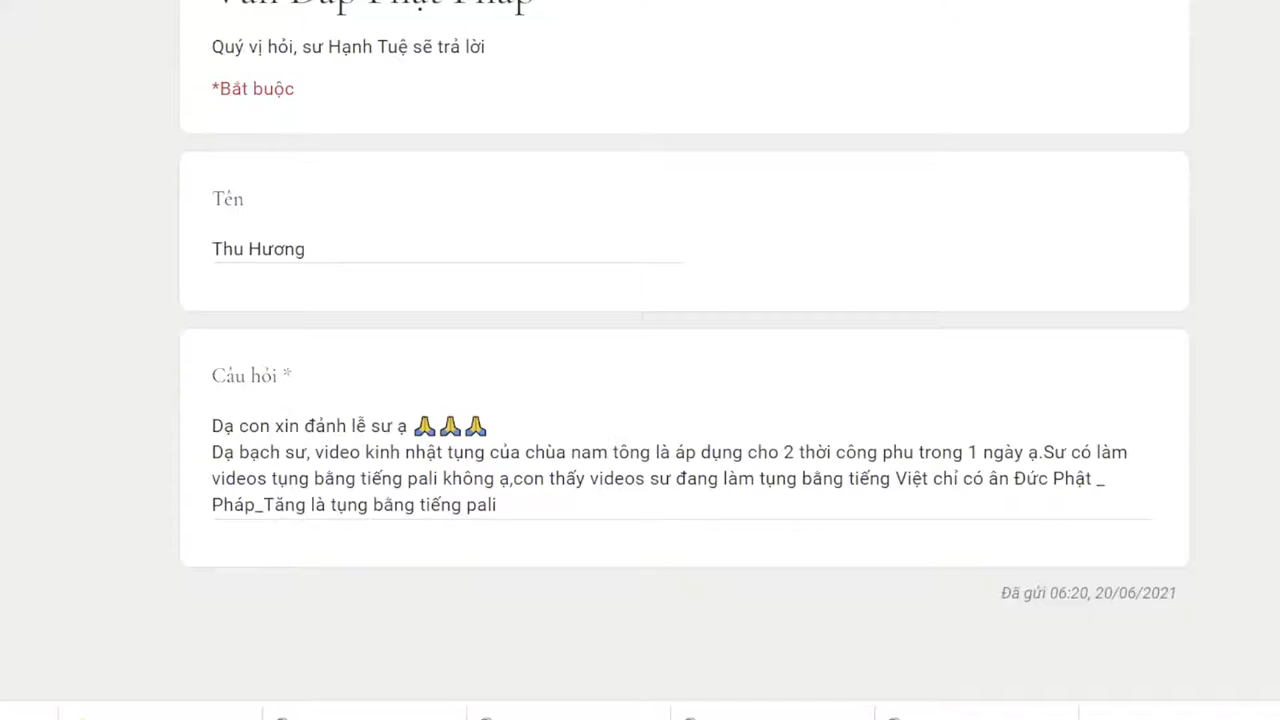 Vấn Đáp Phật Pháp
Quý vị hỏi, sư Hạnh Tuệ sẽ trả lời
*Bắt buộc
Tên
Thu Hương
Câu hỏi *
Dạ con xin đảnh lễ sư ạ 🙏🙏🙏
Dạ bạch sư, video kinh nhật tụng của chùa nam tông là áp dụng cho 2 thời công phu trong 1 ngày ạ.Sư có làm
videos tụng bằng tiếng pali không ạ,con thấy videos sư đang làm tụng bằng tiếng Việt chỉ có ân Đức Phật _
Pháp_Tăng là tụng bằng tiếng pali
Đã gửi 06:20, 20/06/2021